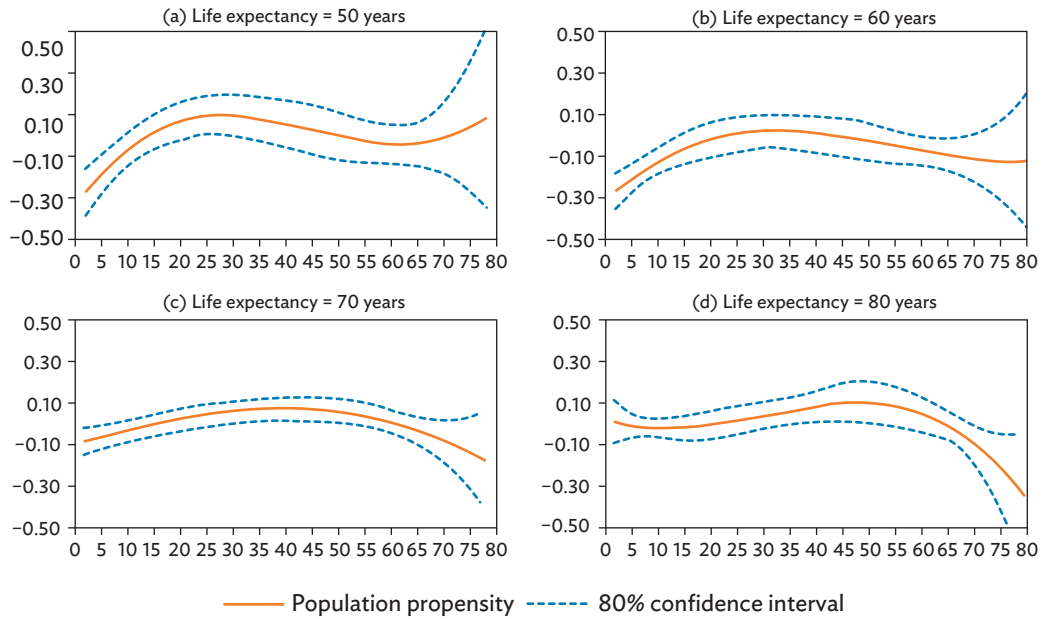 (a) Life expectancy = 50 years
0.50
0.30
0.10
−0.10
−0.30
−0.50
0 5 10 15 20 25 30 35 40 45 50 55 60 65 70 75 80
(b) Life expectancy = 60 years
0.50
0.30
0.10
−0.10
−0.30
−0.50
0 5 10 15 20 25 30 35 40 45 50 55 60 65 70 75 80
(c) Life expectancy = 70 years
0.50
0.30
0.10
−0.10
−0.30
−0.50
0 5 10 15 20 25 30 35 40 45 50 55 60 65 70 75 80
(d) Life expectancy = 80 years
0.50
0.30
0.10
−0.10
−0.30
−0.50
0 5 10 15 20 25 30 35 40 45 50 55 60 65 70 75 80
Population propensity 80% confidence interval